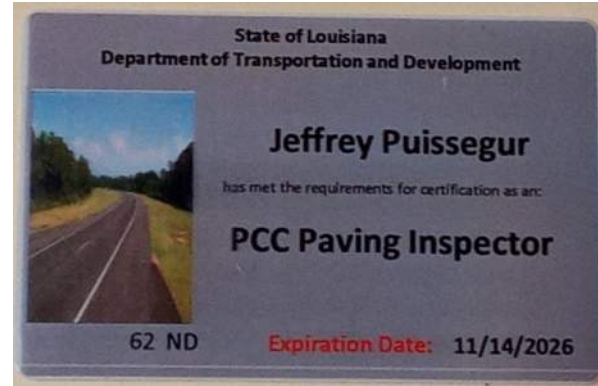 State of Louisiana
Department of Transportation and Development
Jeffrey Puissegur
has met the requirements for certification as an:
PCC Paving Inspector
62 ND
Expiration Date: 11/14/2026